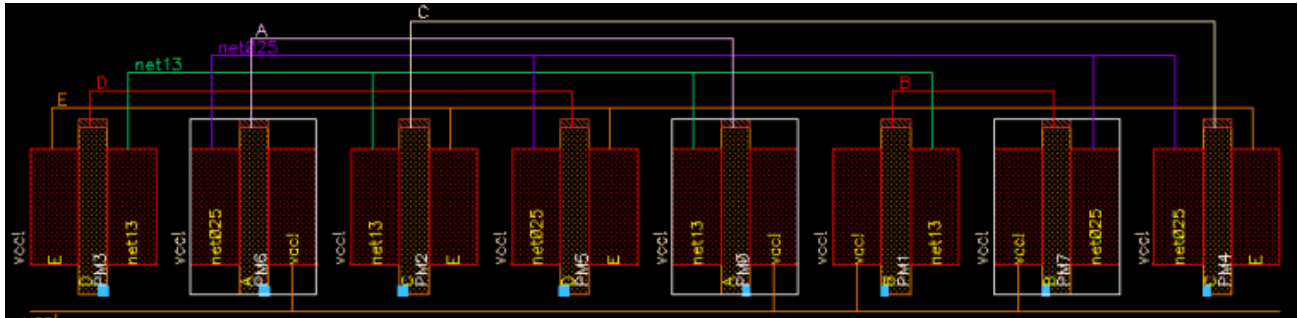 C
A
net025
net13
D
B
E
vcc! E D PM3 net13
vcc! net025 A PM6 vcc!
vcc! net13 C PM2 E
vcc! net025 D PM5 E
vcc! net13 A PM0 vcc!
vcc! vcc! B PM1 net13
vcc! vcc! B PM7 net025
vcc! net025 C PM4 E